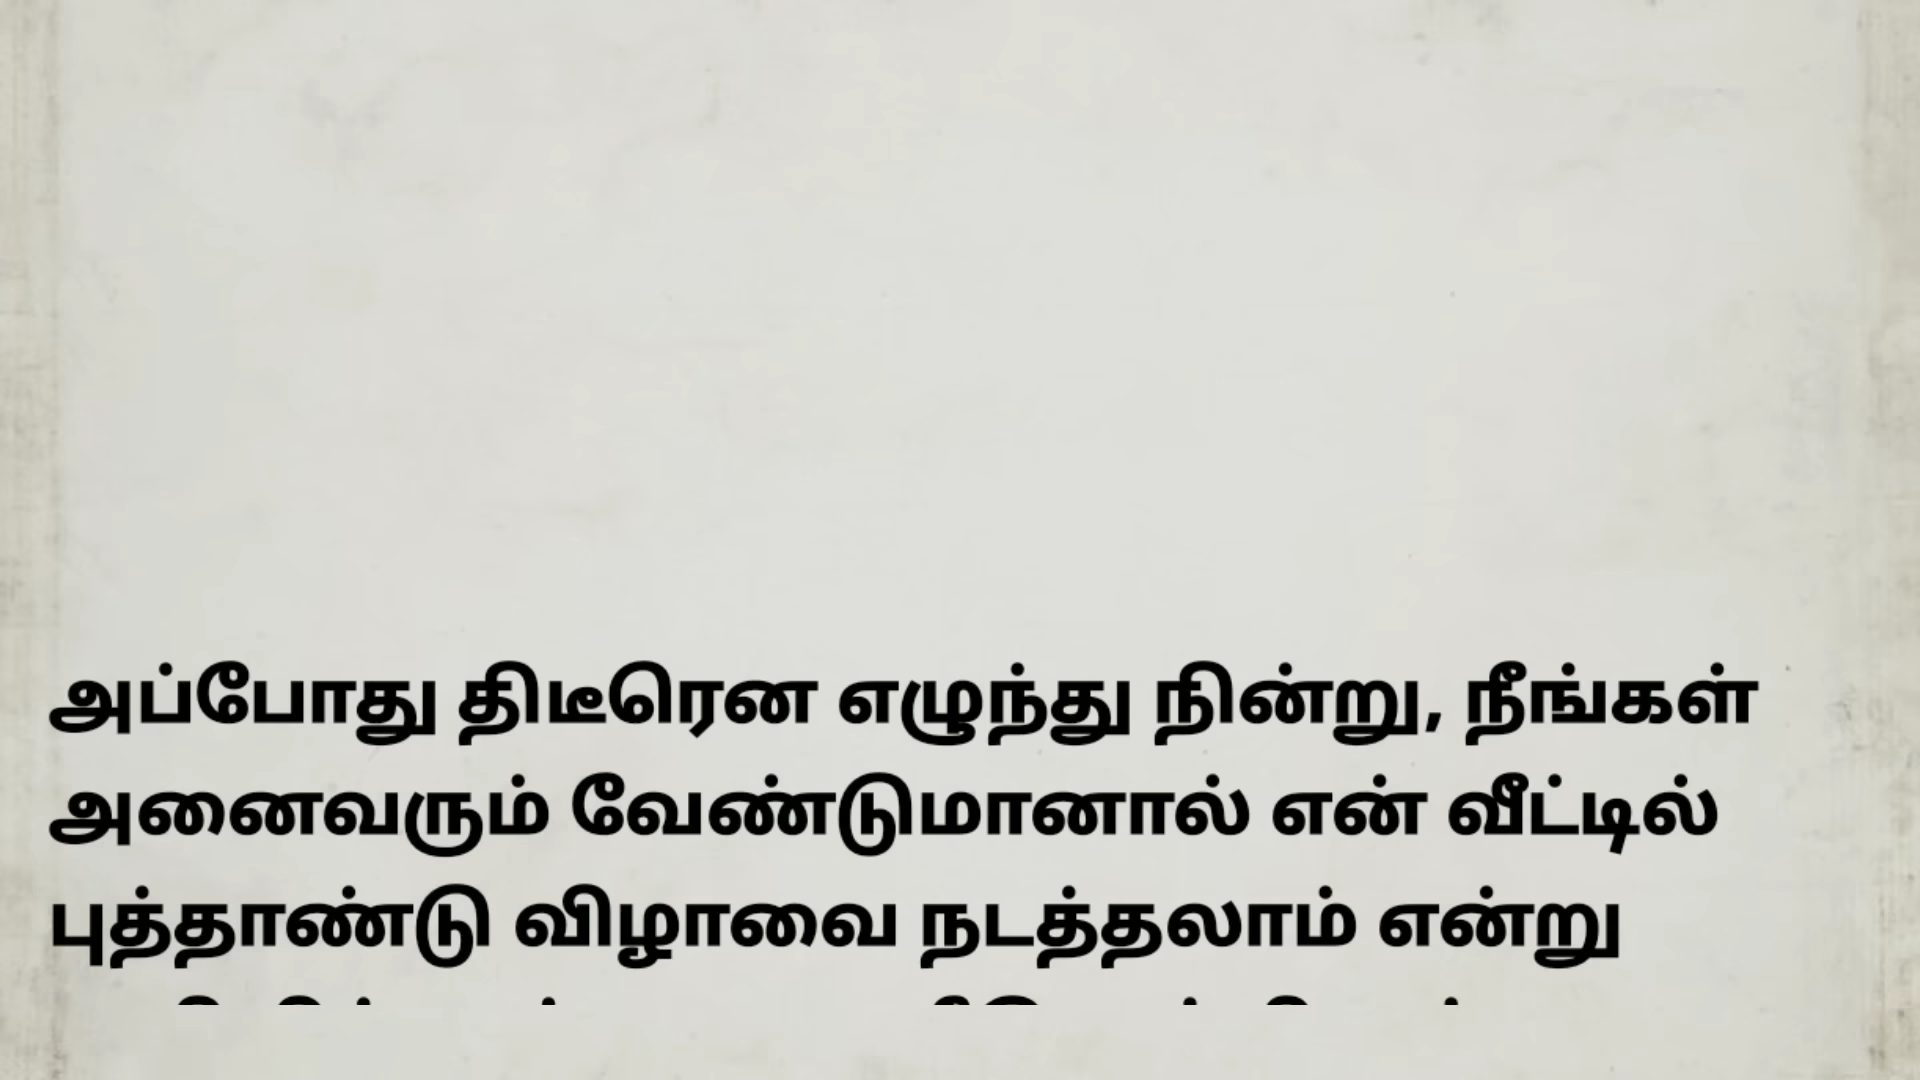 அப்போது திடீரென எழுந்து நின்று, நீங்கள்
அனைவரும் வேண்டுமானால் என் வீட்டில்
புத்தாண்டு விழாவை நடத்தலாம் என்று